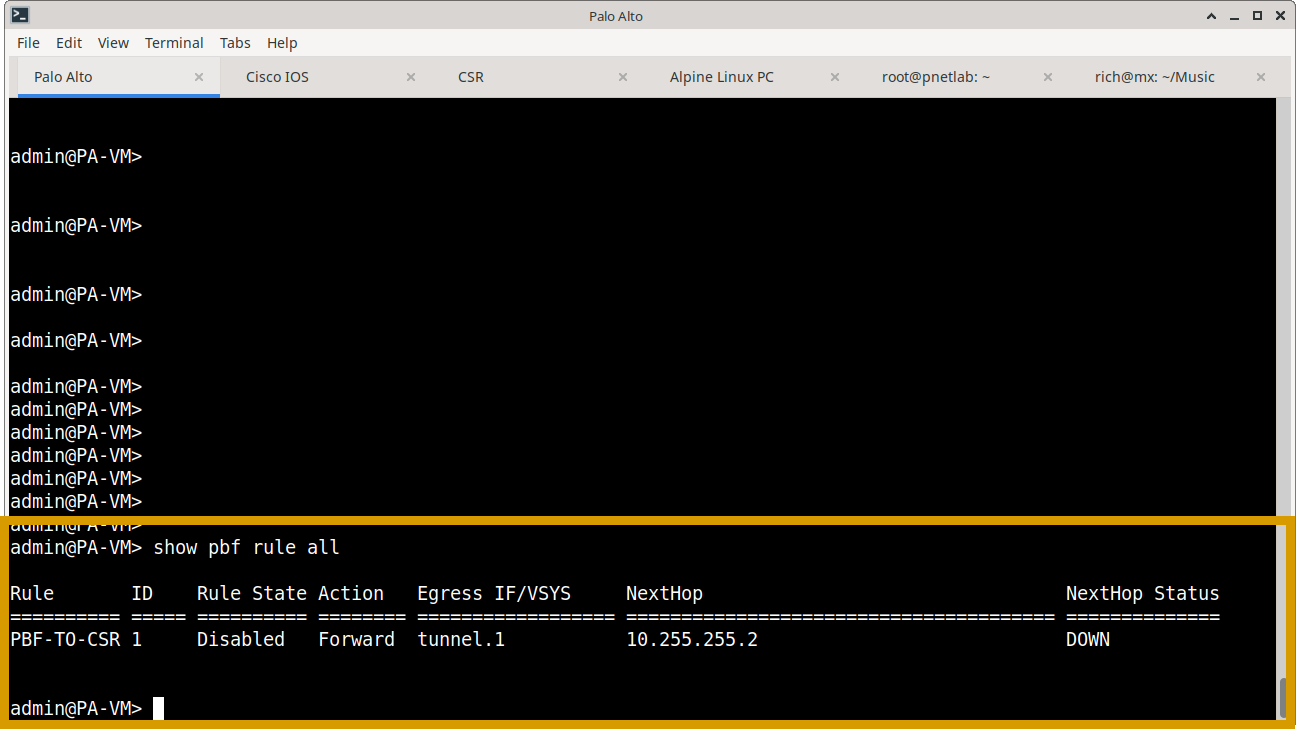 Palo Alto
File Edit View Terminal Tabs Help
Palo Alto Cisco IOS CSR Alpine Linux PC root@pnetlab: ~ rich@mx: ~/Music
admin@PA-VM>
admin@PA-VM>
admin@PA-VM>
admin@PA-VM>
admin@PA-VM>
admin@PA-VM>
admin@PA-VM>
admin@PA-VM>
admin@PA-VM>
admin@PA-VM>
admin@PA-VM>
admin@PA-VM> show pbf rule all
Rule ID Rule State Action Egress IF/VSYS NextHop NextHop Status
========== ===== ========== ======== ================== ======================================= ==============
PBF-TO-CSR 1 Disabled Forward tunnel.1 10.255.255.2 DOWN
admin@PA-VM>